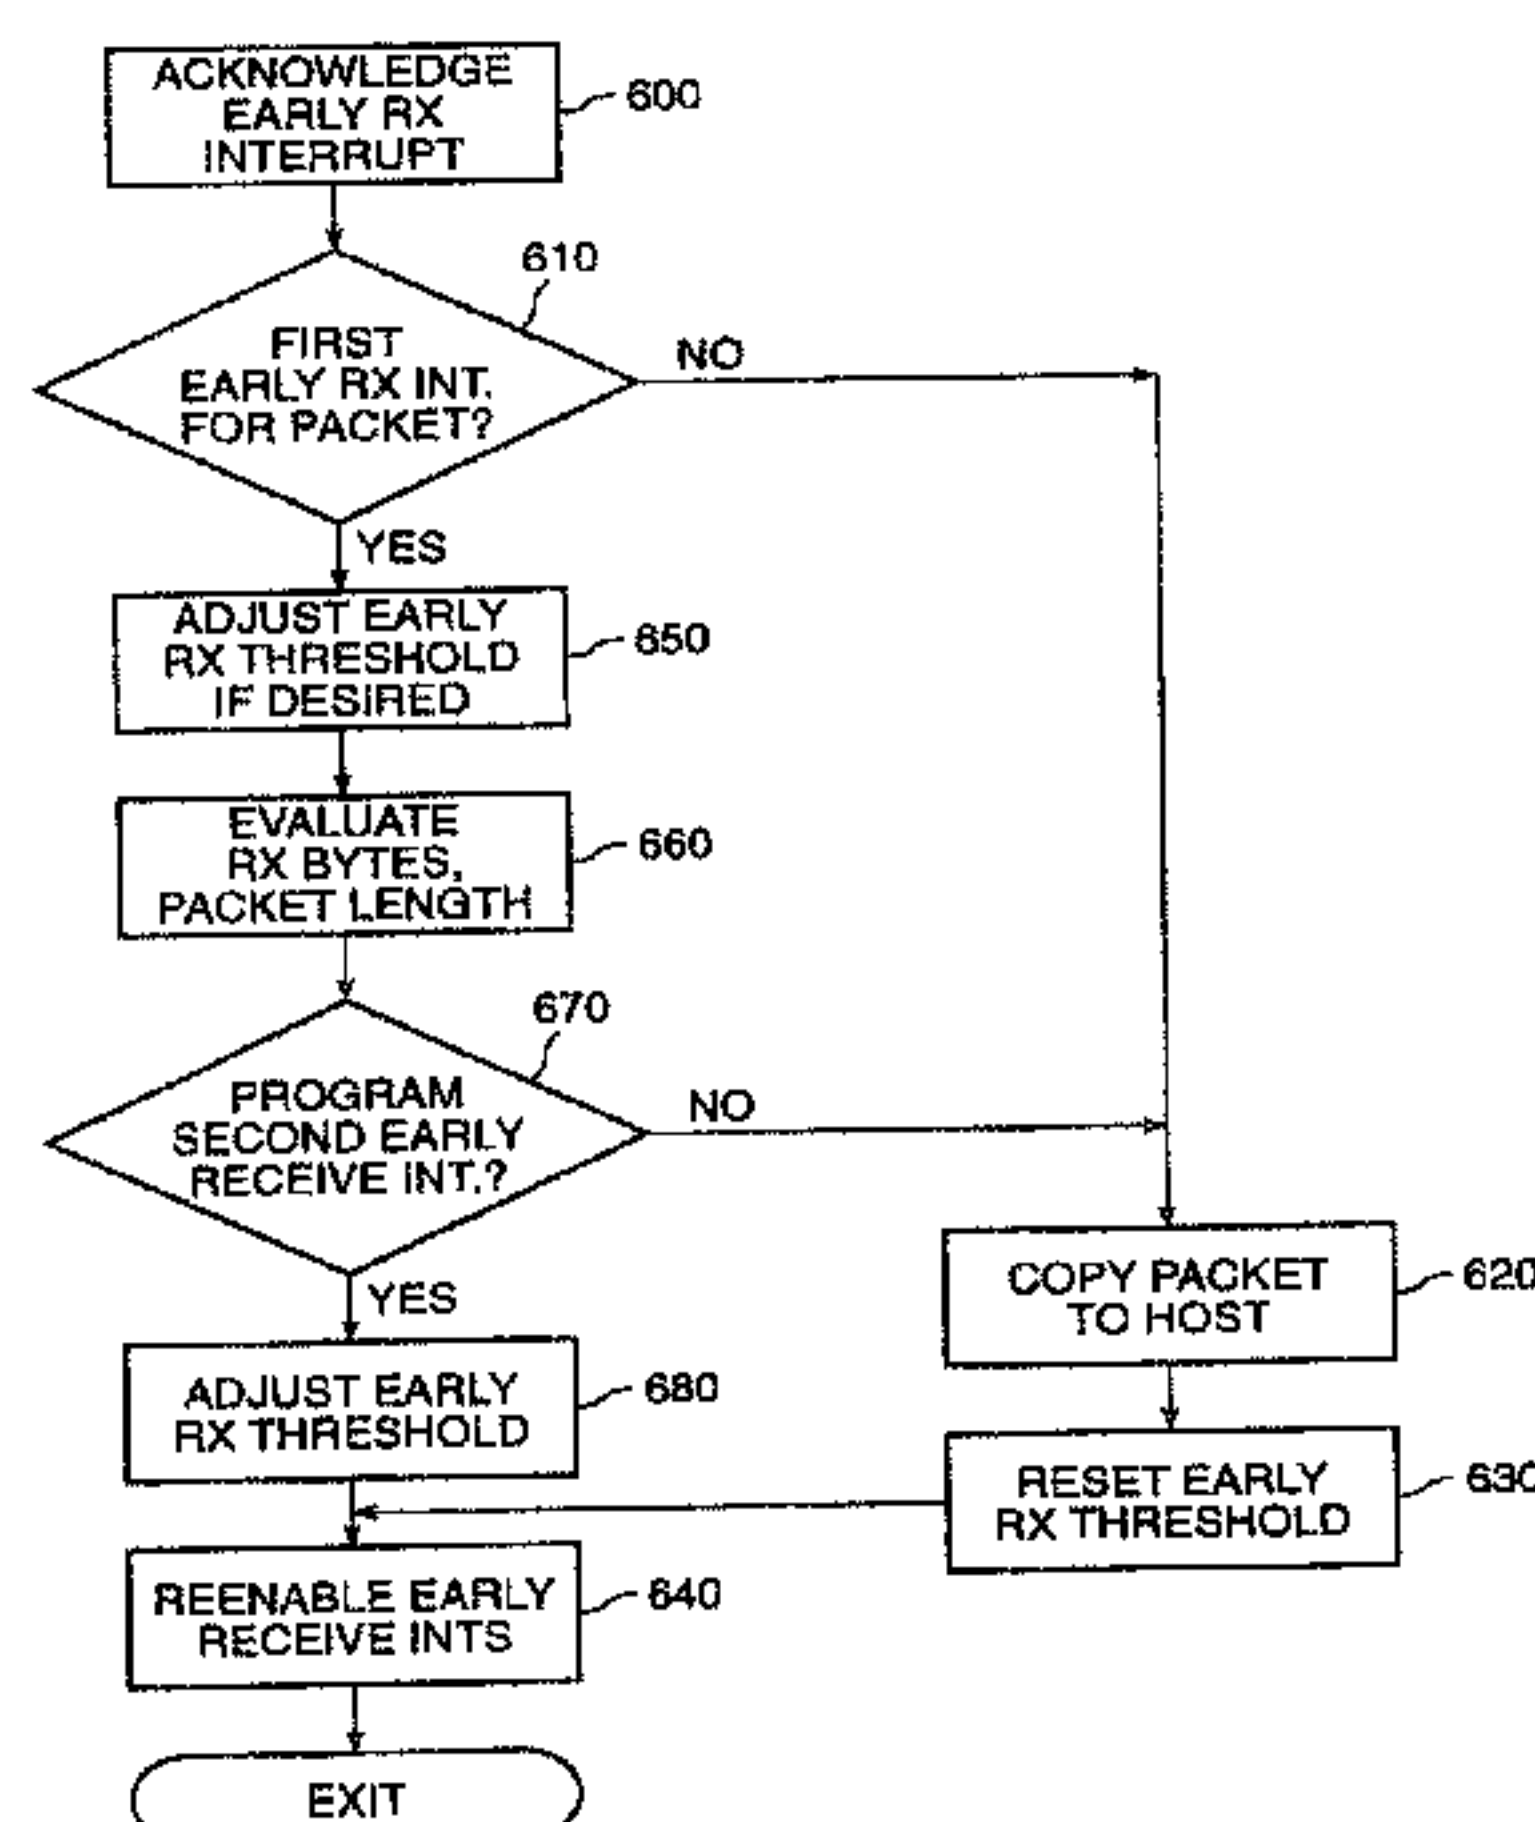 ACKNOWLEDGE
EARLY RX
INTERRUPT
600
610
FIRST
EARLY RX INT.
FOR PACKET?
NO
YES
ADJUST EARLY
RX THRESHOLD
IF DESIRED
650
EVALUATE
RX BYTES,
PACKET LENGTH
660
670
PROGRAM
SECOND EARLY
RECEIVE INT.?
NO
YES
COPY PACKET
TO HOST
620
ADJUST EARLY
RX THRESHOLD
680
RESET EARLY
RX THRESHOLD
630
REENABLE EARLY
RECEIVE INTS
640
EXIT